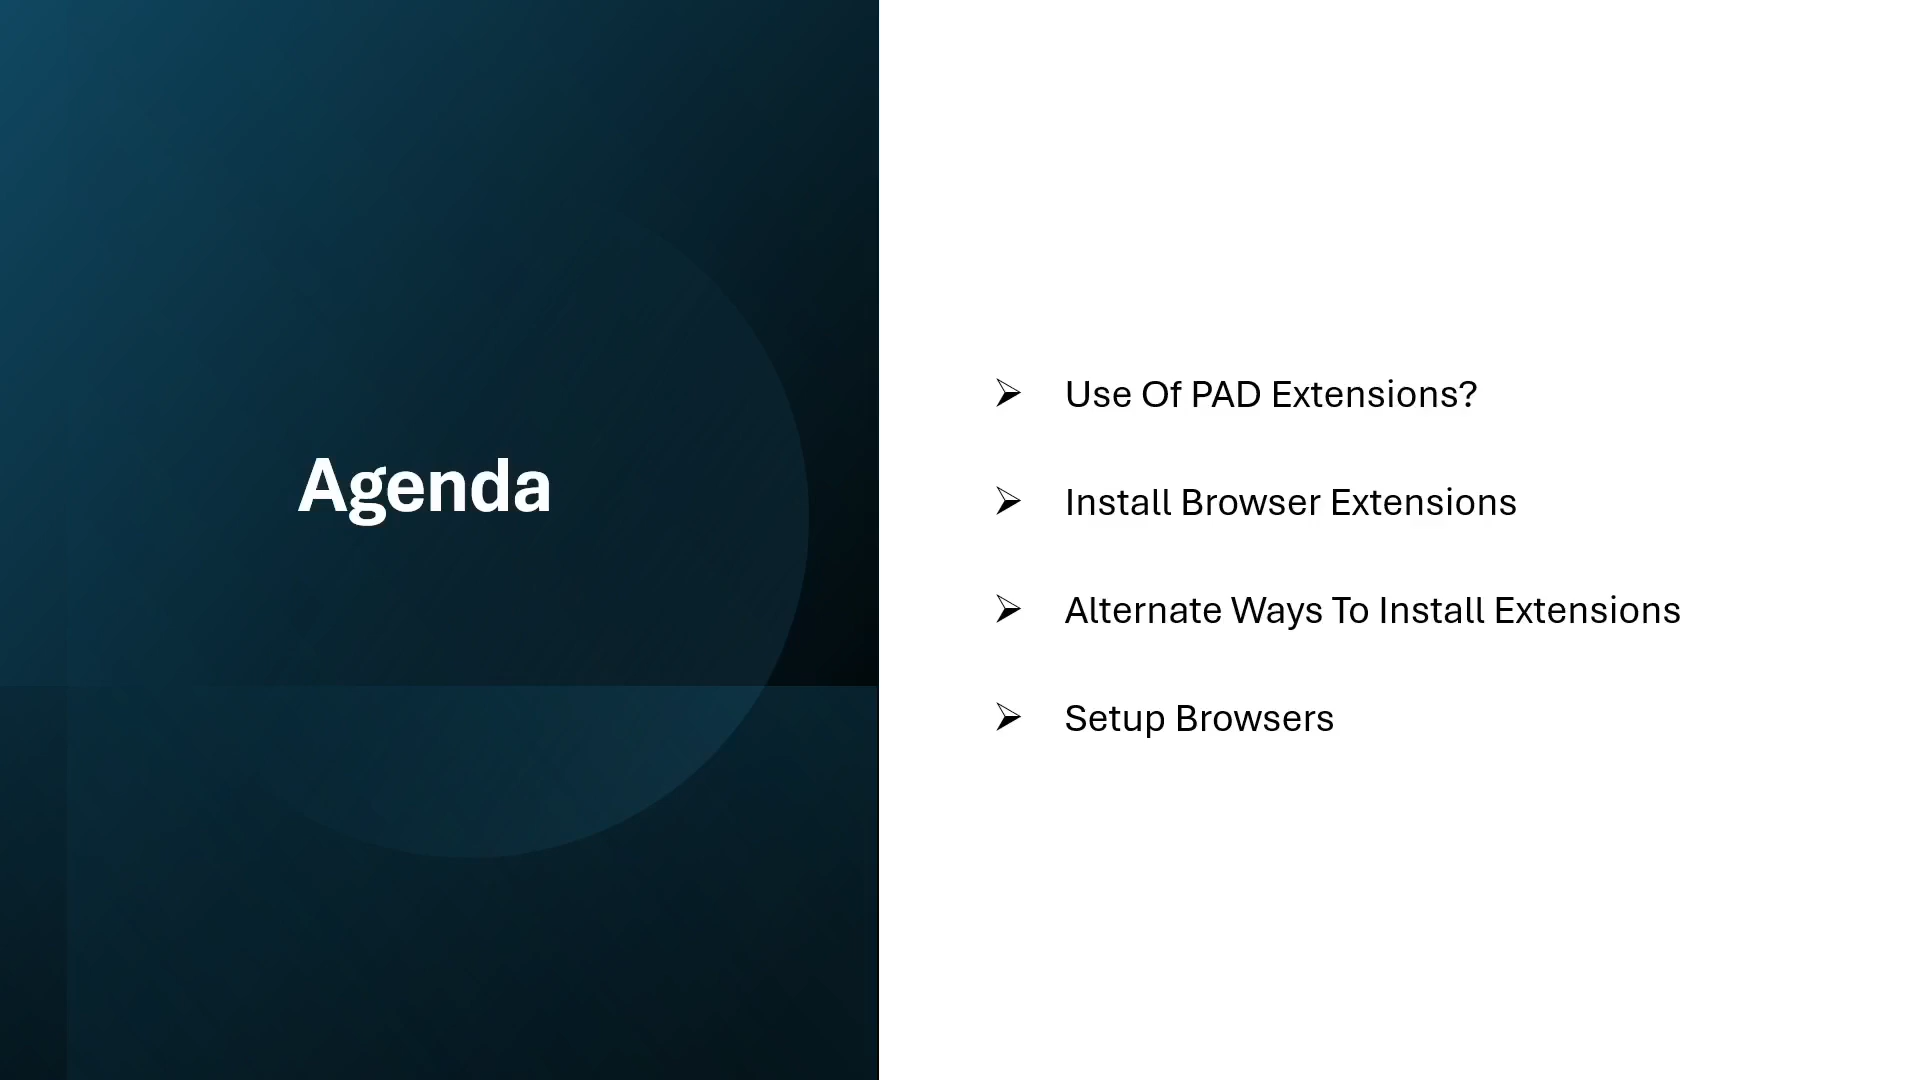 Agenda
Use Of PAD Extensions?
Install Browser Extensions
Alternate Ways To Install Extensions
Setup Browsers